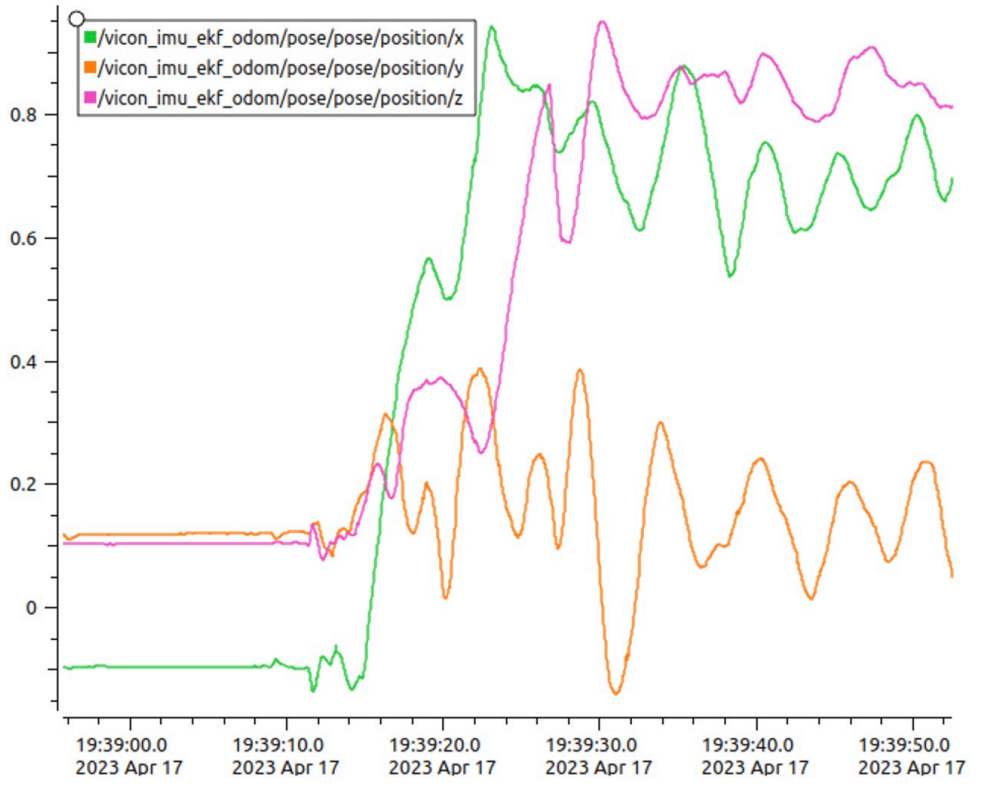 /vicon_imu_ekf_odom/pose/pose/position/x
/vicon_imu_ekf_odom/pose/pose/position/y
/vicon_imu_ekf_odom/pose/pose/position/z
0.8
0.6
0.4
0.2
0
19:39:00.0 19:39:10.0 19:39:20.0 19:39:30.0 19:39:40.0 19:39:50.0
2023 Apr 17 2023 Apr 17 2023 Apr 17 2023 Apr 17 2023 Apr 17 2023 Apr 17